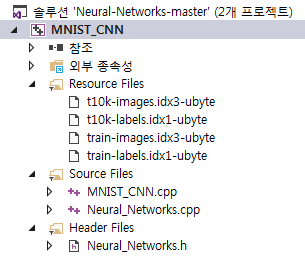 솔루션 'Neural-Networks-master' (2개 프로젝트)
MNIST_CNN
참조
외부 종속성
Resource Files
t10k-images.idx3-ubyte
t10k-labels.idx1-ubyte
train-images.idx3-ubyte
train-labels.idx1-ubyte
Source Files
MNIST_CNN.cpp
Neural_Networks.cpp
Header Files
Neural_Networks.h